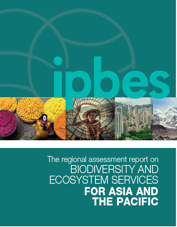 ipbes
The regional assessment report on
BIODIVERSITY AND
ECOSYSTEM SERVICES
FOR ASIA AND
THE PACIFIC